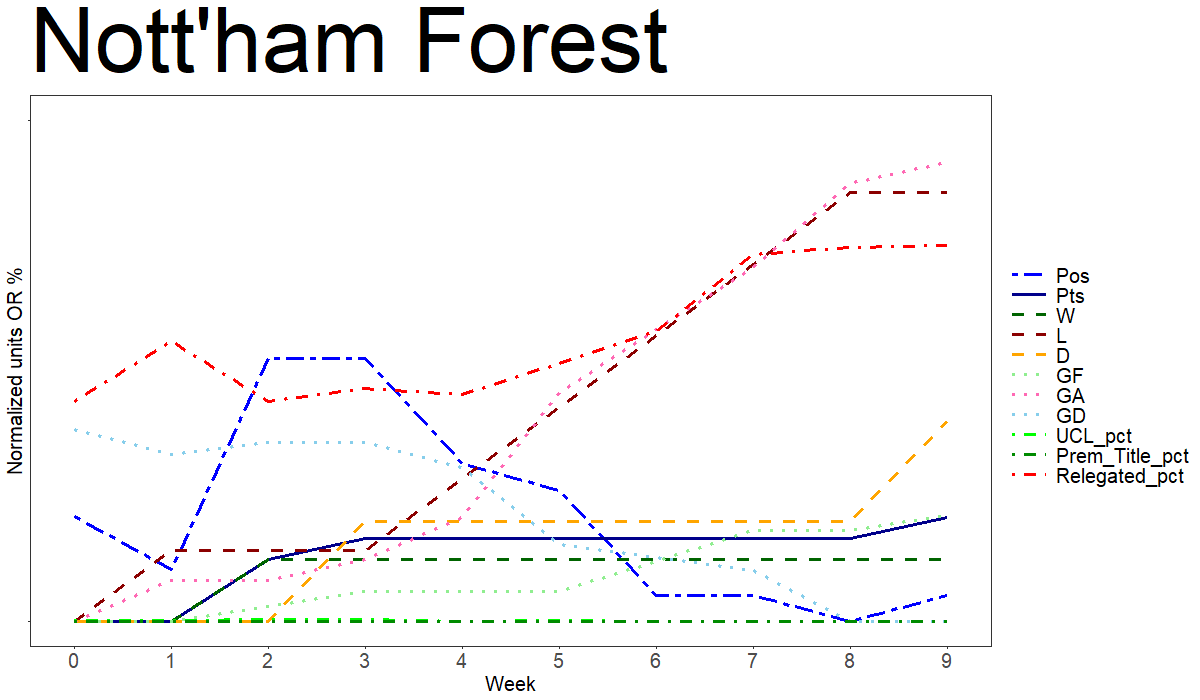 Nott'ham Forest
Normalized units OR %
Pos
Pts
W
L
D
GF
GA
GD
UCL_pct
Prem_Title_pct
Relegated_pct
0 1 2 3 4 5 6 7 8 9
Week